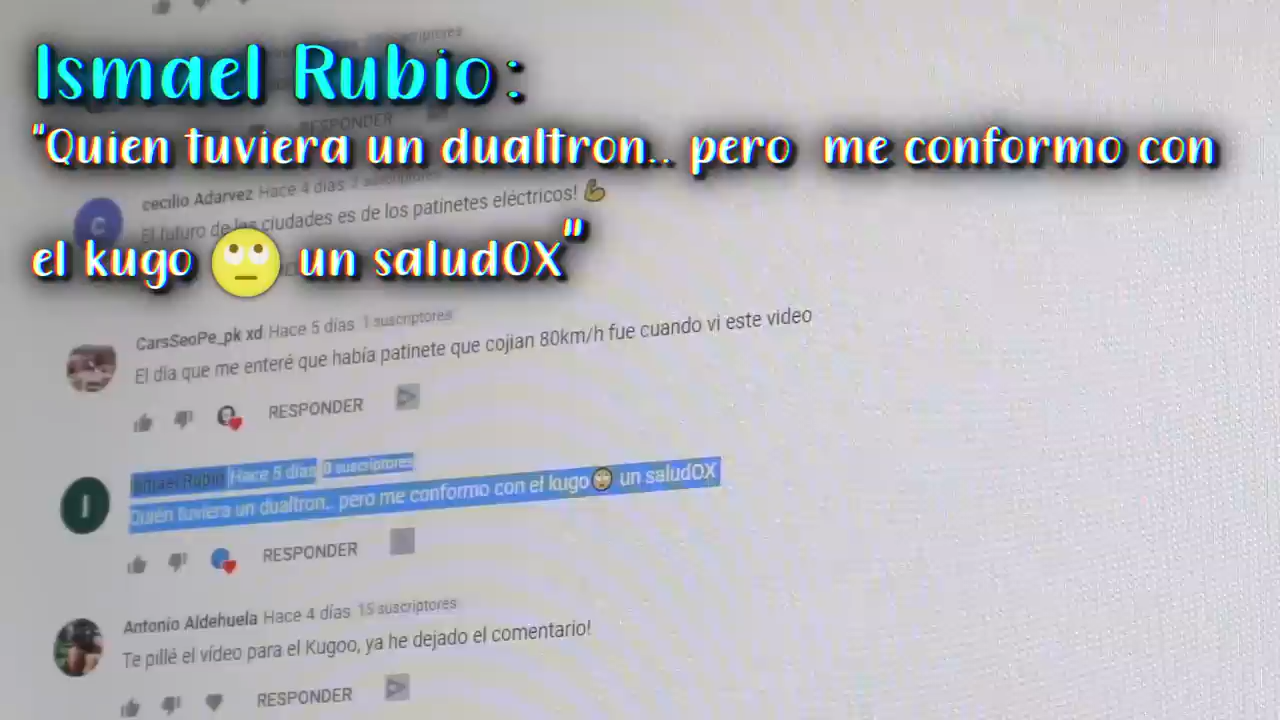 Ismael Rubio:
"Quien tuviera un dualtron.. pero me conformo con
el kugo 🙄 un saludOX"
RESPONDER
cecilio Adarvez Hace 4 días 2 suscriptores
El futuro de las ciudades es de los patinetes eléctricos! 💪
CarsSeoPe_pk xd Hace 5 días 1 suscriptores
El día que me enteré que había patinete que cojian 80km/h fue cuando vi este video
RESPONDER
Ismael Rubio Hace 5 días 0 suscriptores
Quien tuviera un dualtron.. pero me conformo con el kugo 🙄 un saludOX
RESPONDER
Antonio Aldehuela Hace 4 días 15 suscriptores
Te pillé el vídeo para el Kugoo, ya he dejado el comentario!
RESPONDER